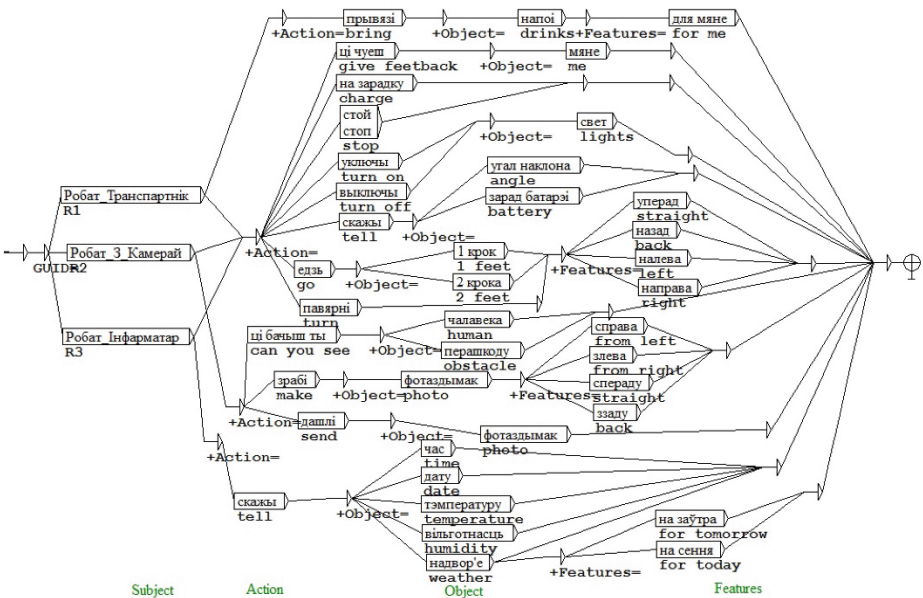 прывязі
напоі
для мяне
+Action= bring
+Object=
drinks+Features= for me
ці чуеш
мяне
give feetback
+Object=
me
на зарадку
charge
стой
стоп
stop
свет
+Object=
lights
уключы
turn on
угал наклона
angle
выключы
turn off
зарад батарэі
battery
скажы
tell
+Object=
Робат_Транспартнік
R1
Робат_З_Камерай
GUIDE
R2
Робат_Інфарматар
R3
+Action=
уперад
straight
назад
back
налева
left
направа
right
едзь
go
+Object=
1 крок
1 feet
2 крока
2 feet
+Features=
павярні
turn
ці бачыш ты
can you see
+Object=
чалавека
human
перашкоду
obstacle
справа
from left
злева
from right
спераду
straight
ззаду
back
зрабі
make
+Object=
фотаздымак
photo
+Features=
+Action=
дашлі
send
+Object=
фотаздымак
photo
+Action=
час
time
дату
date
скажы
tell
+Object=
тэмпературу
temperature
вільготнасць
humidity
надвор'е
weather
+Features=
на заўтра
for tomorrow
на сення
for today
Subject
Action
Object
Features